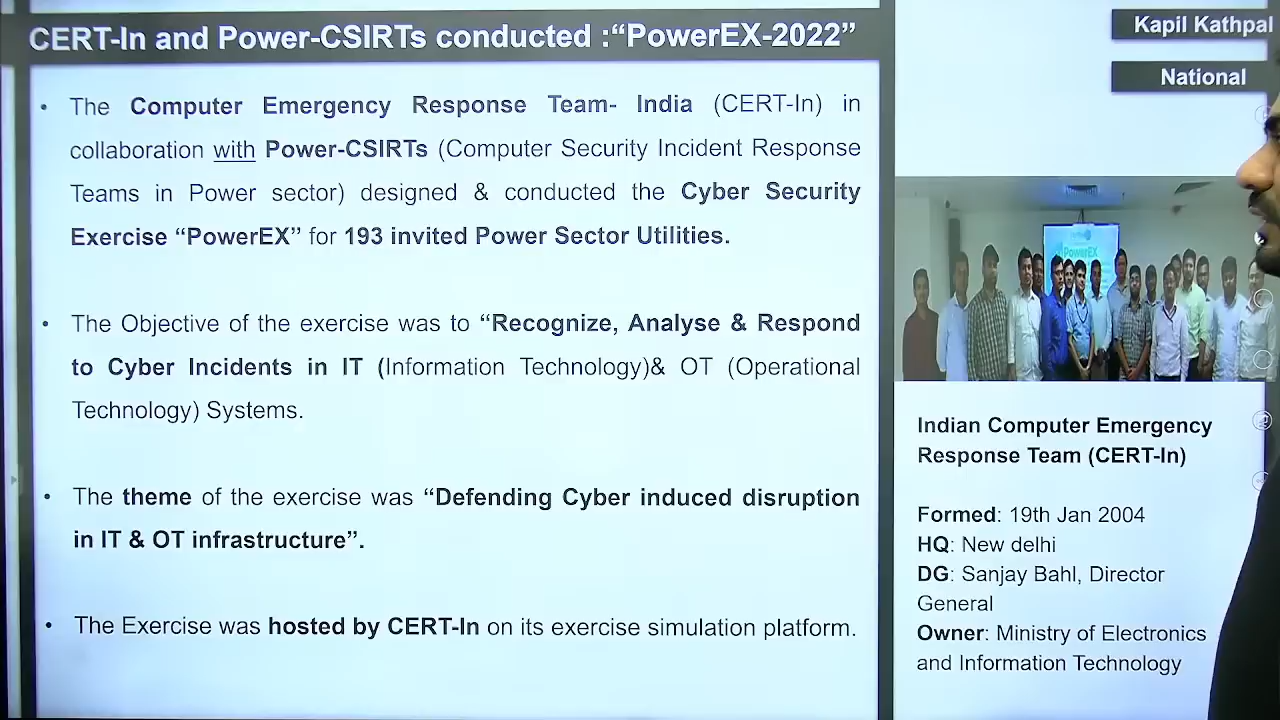 CERT-In and Power-CSIRTs conducted :“PowerEX-2022”
Kapil Kathpal
National
• The Computer Emergency Response Team- India (CERT-In) in
collaboration with Power-CSIRTs (Computer Security Incident Response
Teams in Power sector) designed & conducted the Cyber Security
Exercise “PowerEX” for 193 invited Power Sector Utilities.
• The Objective of the exercise was to “Recognize, Analyse & Respond
to Cyber Incidents in IT (Information Technology)& OT (Operational
Technology) Systems.
• The theme of the exercise was “Defending Cyber induced disruption
in IT & OT infrastructure”.
• The Exercise was hosted by CERT-In on its exercise simulation platform.
PowerEX
Indian Computer Emergency
Response Team (CERT-In)
Formed: 19th Jan 2004
HQ: New delhi
DG: Sanjay Bahl, Director
General
Owner: Ministry of Electronics
and Information Technology